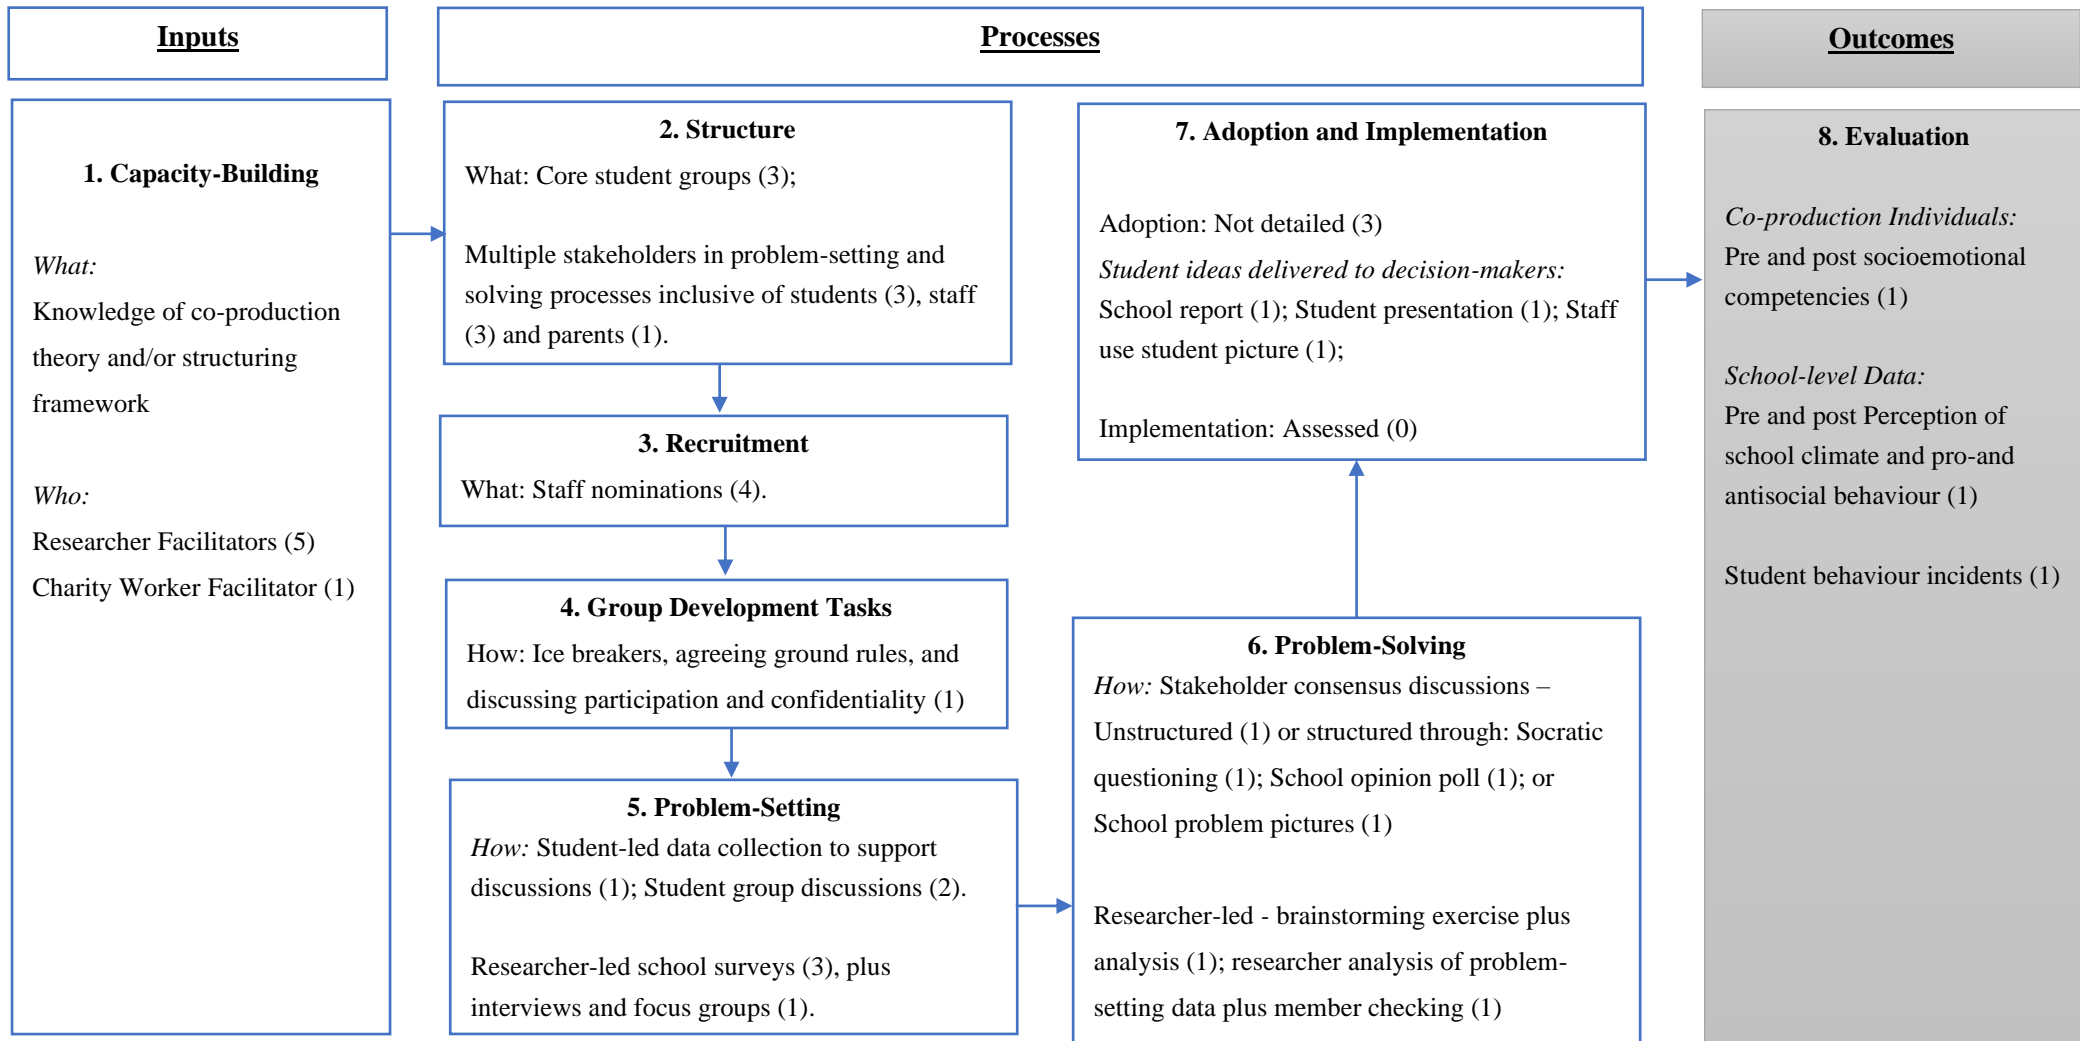 Inputs
Processes
Outcomes
1. Capacity-Building
What:
Knowledge of co-production
theory and/or structuring
framework
Who:
Researcher Facilitators (5)
Charity Worker Facilitator (1)
2. Structure
What: Core student groups (3);
Multiple stakeholders in problem-setting and
solving processes inclusive of students (3), staff
(3) and parents (1).
3. Recruitment
What: Staff nominations (4).
4. Group Development Tasks
How: Ice breakers, agreeing ground rules, and
discussing participation and confidentiality (1)
5. Problem-Setting
How: Student-led data collection to support
discussions (1); Student group discussions (2).
Researcher-led school surveys (3), plus
interviews and focus groups (1).
6. Problem-Solving
How: Stakeholder consensus discussions –
Unstructured (1) or structured through: Socratic
questioning (1); School opinion poll (1); or
School problem pictures (1)
Researcher-led - brainstorming exercise plus
analysis (1); researcher analysis of problem-
setting data plus member checking (1)
7. Adoption and Implementation
Adoption: Not detailed (3)
Student ideas delivered to decision-makers:
School report (1); Student presentation (1); Staff
use student picture (1);
Implementation: Assessed (0)
8. Evaluation
Co-production Individuals:
Pre and post socioemotional
competencies (1)
School-level Data:
Pre and post Perception of
school climate and pro-and
antisocial behaviour (1)
Student behaviour incidents (1)